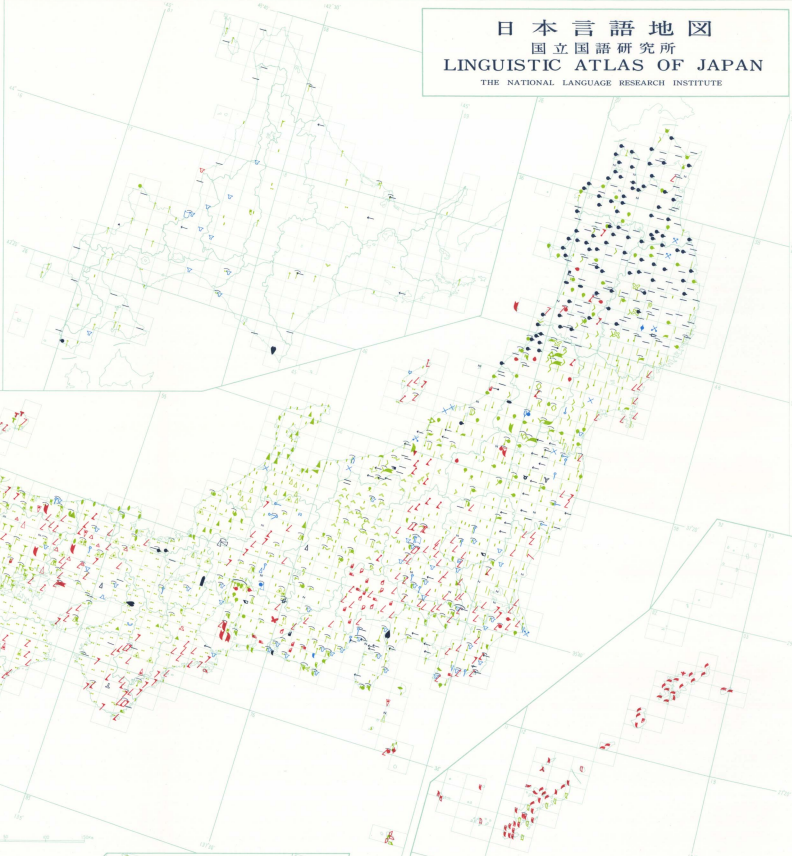 日本言語地図
国立国語研究所
LINGUISTIC ATLAS OF JAPAN
THE NATIONAL LANGUAGE RESEARCH INSTITUTE